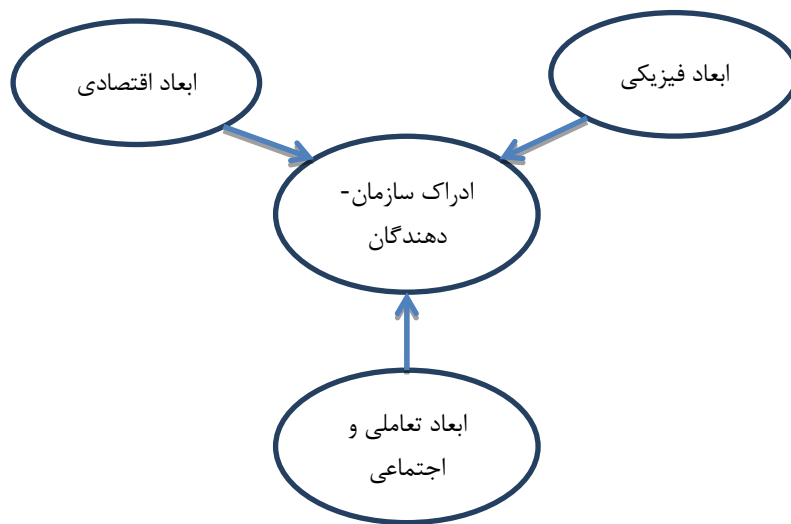 ابعاد فیزیکی
ابعاد اقتصادی
ادراک سازمان-
دهندگان
ابعاد تعاملی و
اجتماعی